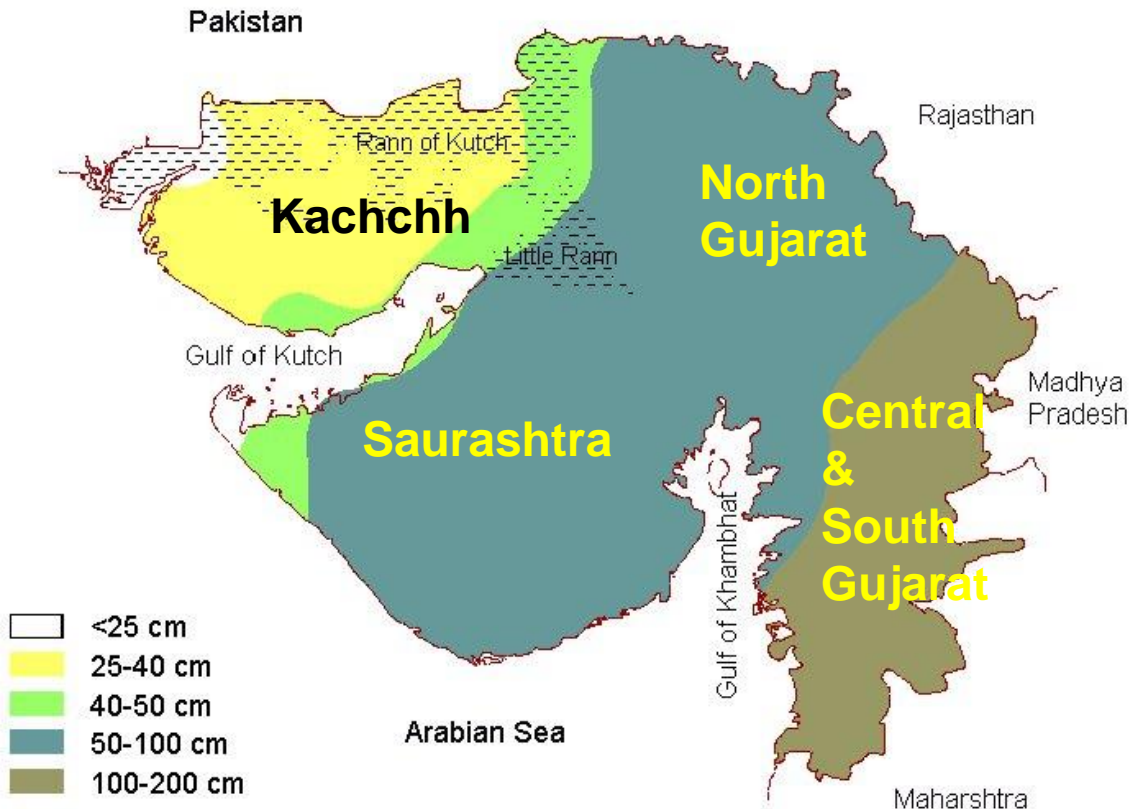 Pakistan
Rajasthan
Rann of Kutch
North
Gujarat
Kachchh
Little Rann
Gulf of Kutch
Madhya
Pradesh
Central
&
South
Gujarat
Saurashtra
Gulf of Khambhat
<25 cm
25-40 cm
40-50 cm
50-100 cm
100-200 cm
Arabian Sea
Maharshtra